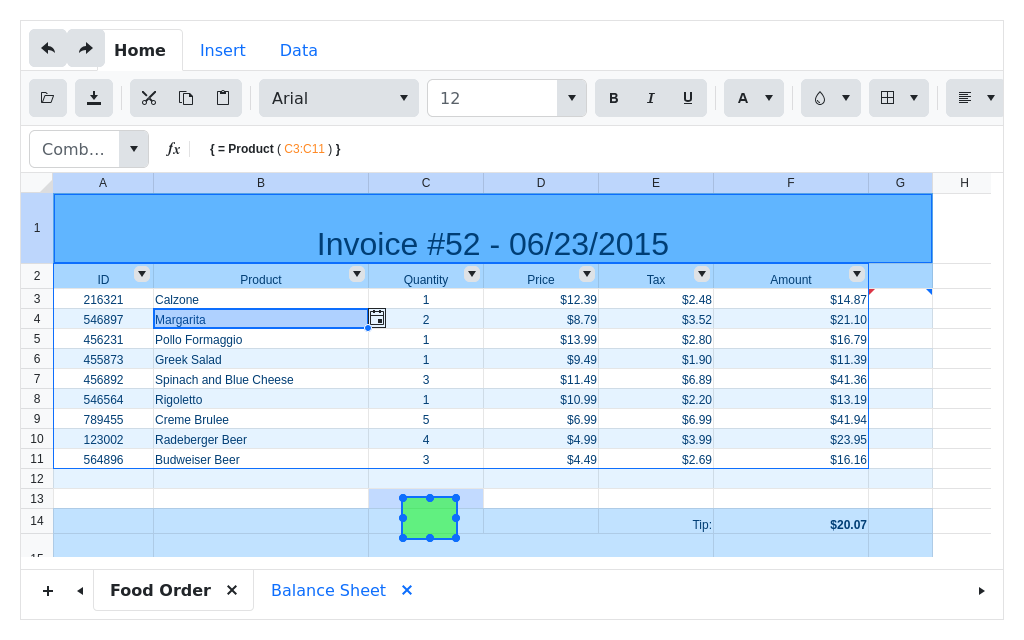 Home Insert Data
Arial 12 B I U A
Comb... fx { = Product ( C3:C11 ) }
A B C D E F G H
1 Invoice #52 - 06/23/2015
2 ID Product Quantity Price Tax Amount
3 216321 Calzone 1 $12.39 $2.48 $14.87
4 546897 Margarita 2 $8.79 $3.52 $21.10
5 456231 Pollo Formaggio 1 $13.99 $2.80 $16.79
6 455873 Greek Salad 1 $9.49 $1.90 $11.39
7 456892 Spinach and Blue Cheese 3 $11.49 $6.89 $41.36
8 546564 Rigoletto 1 $10.99 $2.20 $13.19
9 789455 Creme Brulee 5 $6.99 $6.99 $41.94
10 123002 Radeberger Beer 4 $4.99 $3.99 $23.95
11 564896 Budweiser Beer 3 $4.49 $2.69 $16.16
12
13
14 Tip: $20.07
15
Food Order Balance Sheet